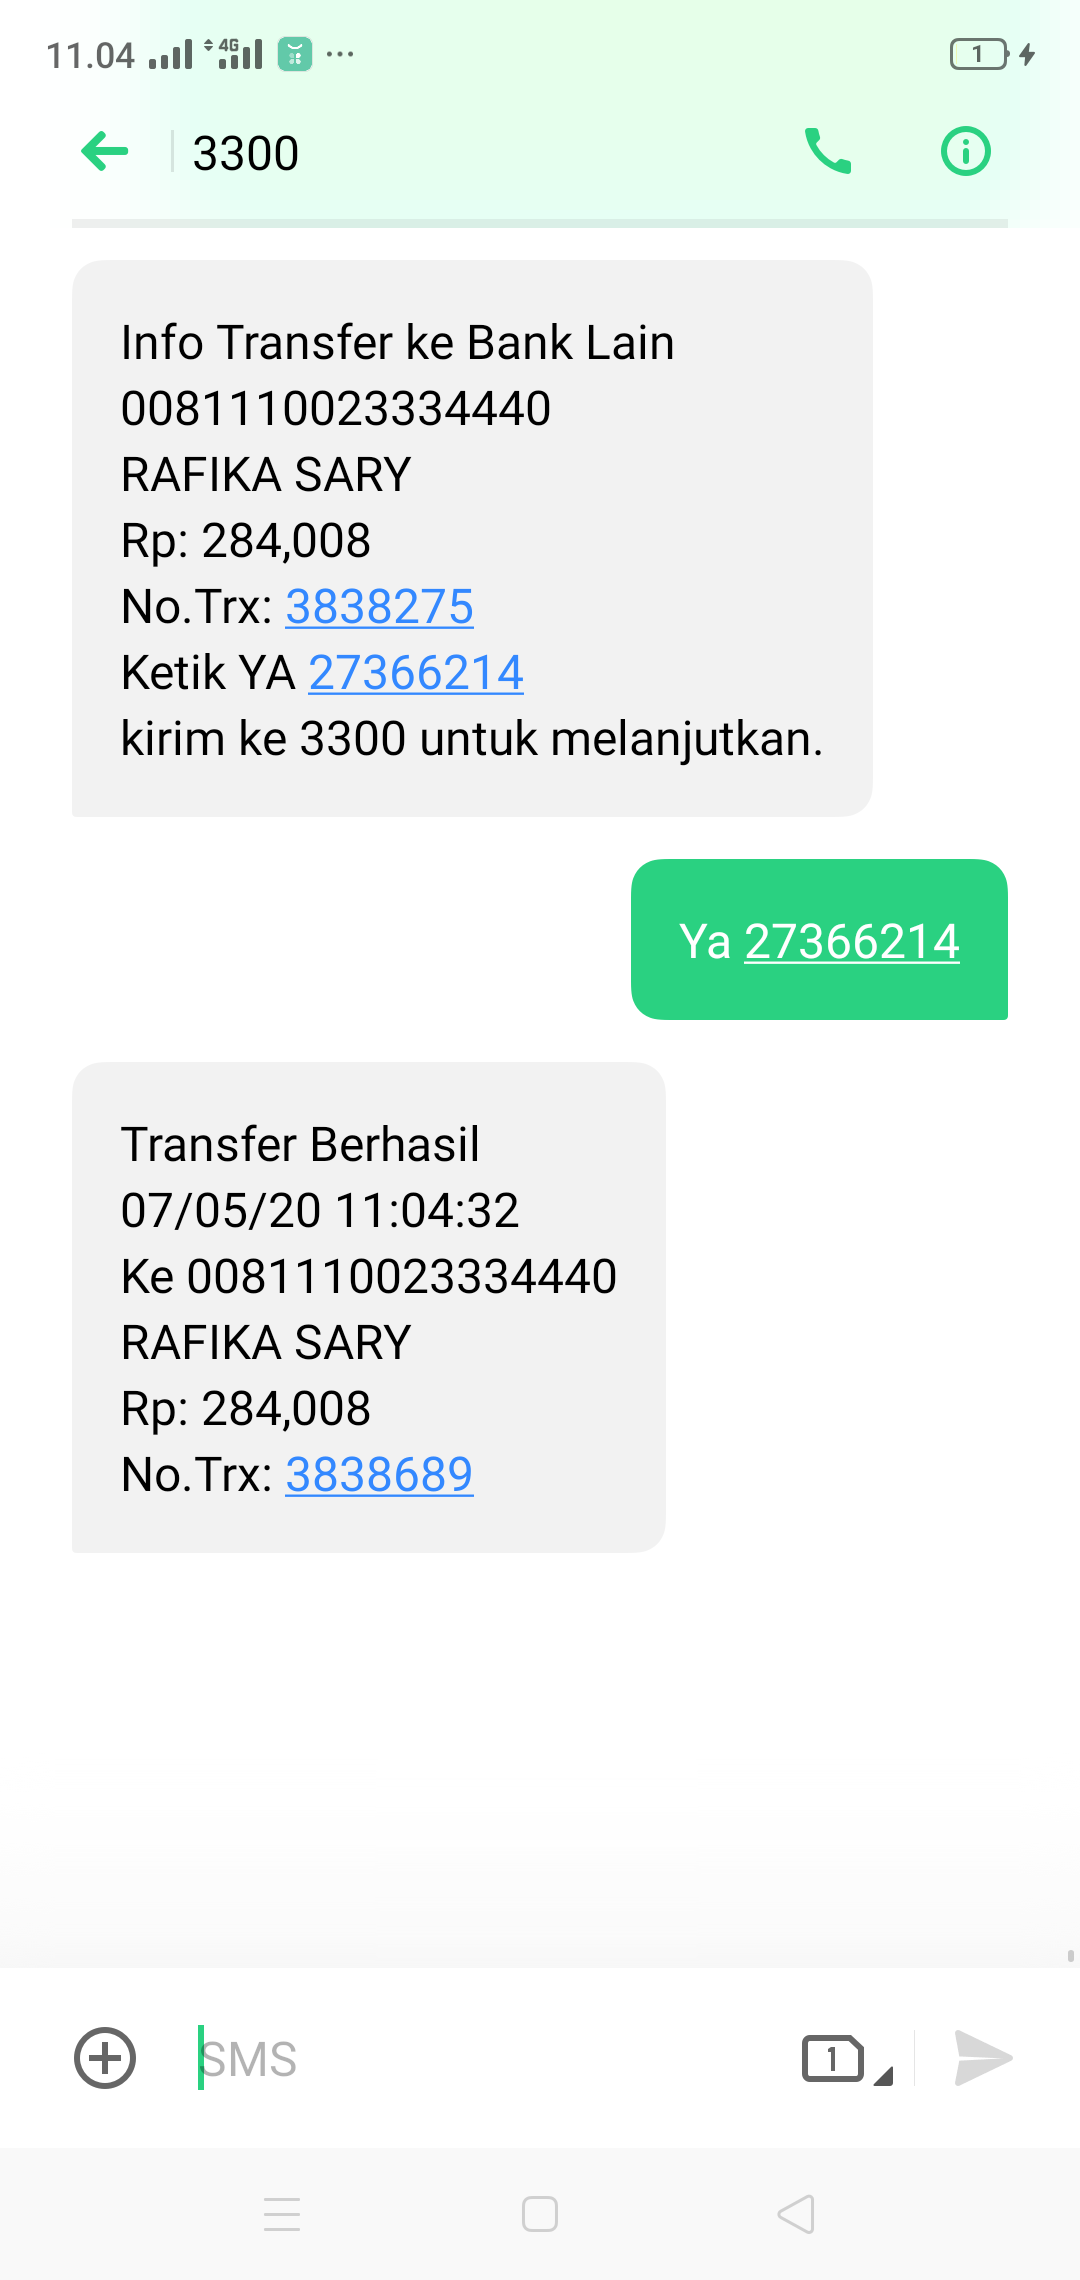 11.04 4G 1
3300
Info Transfer ke Bank Lain
0081110023334440
RAFIKA SARY
Rp: 284,008
No.Trx: 3838275
Ketik YA 27366214
kirim ke 3300 untuk melanjutkan.
Ya 27366214
Transfer Berhasil
07/05/20 11:04:32
Ke 0081110023334440
RAFIKA SARY
Rp: 284,008
No.Trx: 3838689
SMS 1